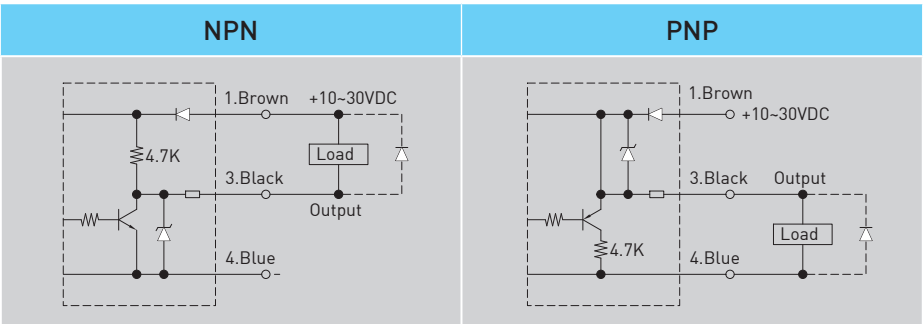 NPN
PNP
1.Brown +10~30VDC
4.7K
Load
3.Black
Output
4.Blue
1.Brown
+10~30VDC
3.Black Output
Load
4.7K
4.Blue